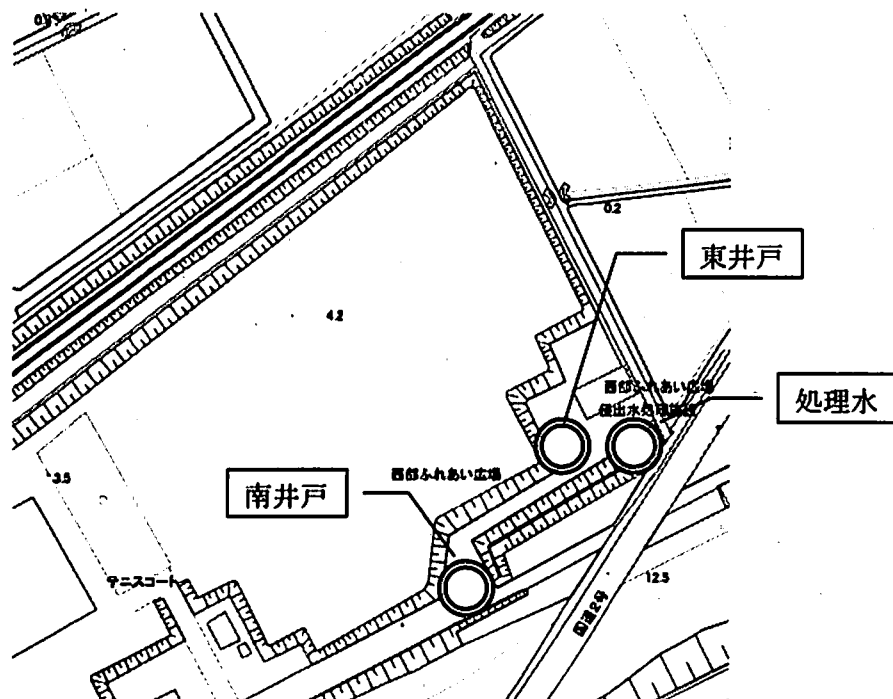 0.2
東井戸
4.2
西部ふれあい広場
浸出水処理施設
処理水
3.5
南井戸
西部ふれあい広場
テニスコート
12.5
国道2号